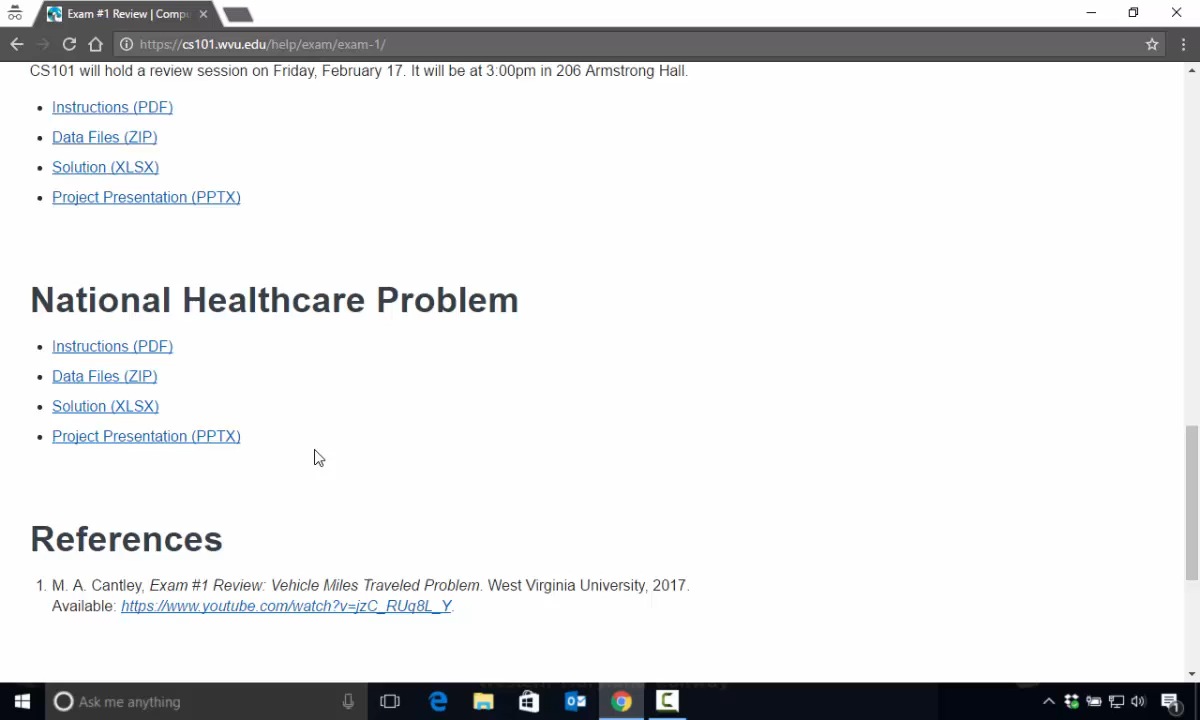 Exam #1 Review | Compu
https://cs101.wvu.edu/help/exam/exam-1/
CS101 will hold a review session on Friday, February 17. It will be at 3:00pm in 206 Armstrong Hall.
Instructions (PDF)
Data Files (ZIP)
Solution (XLSX)
Project Presentation (PPTX)
National Healthcare Problem
Instructions (PDF)
Data Files (ZIP)
Solution (XLSX)
Project Presentation (PPTX)
References
1. M. A. Cantley, Exam #1 Review: Vehicle Miles Traveled Problem. West Virginia University, 2017.
Available: https://www.youtube.com/watch?v=jzC_RUq8L_Y.
Ask me anything
1